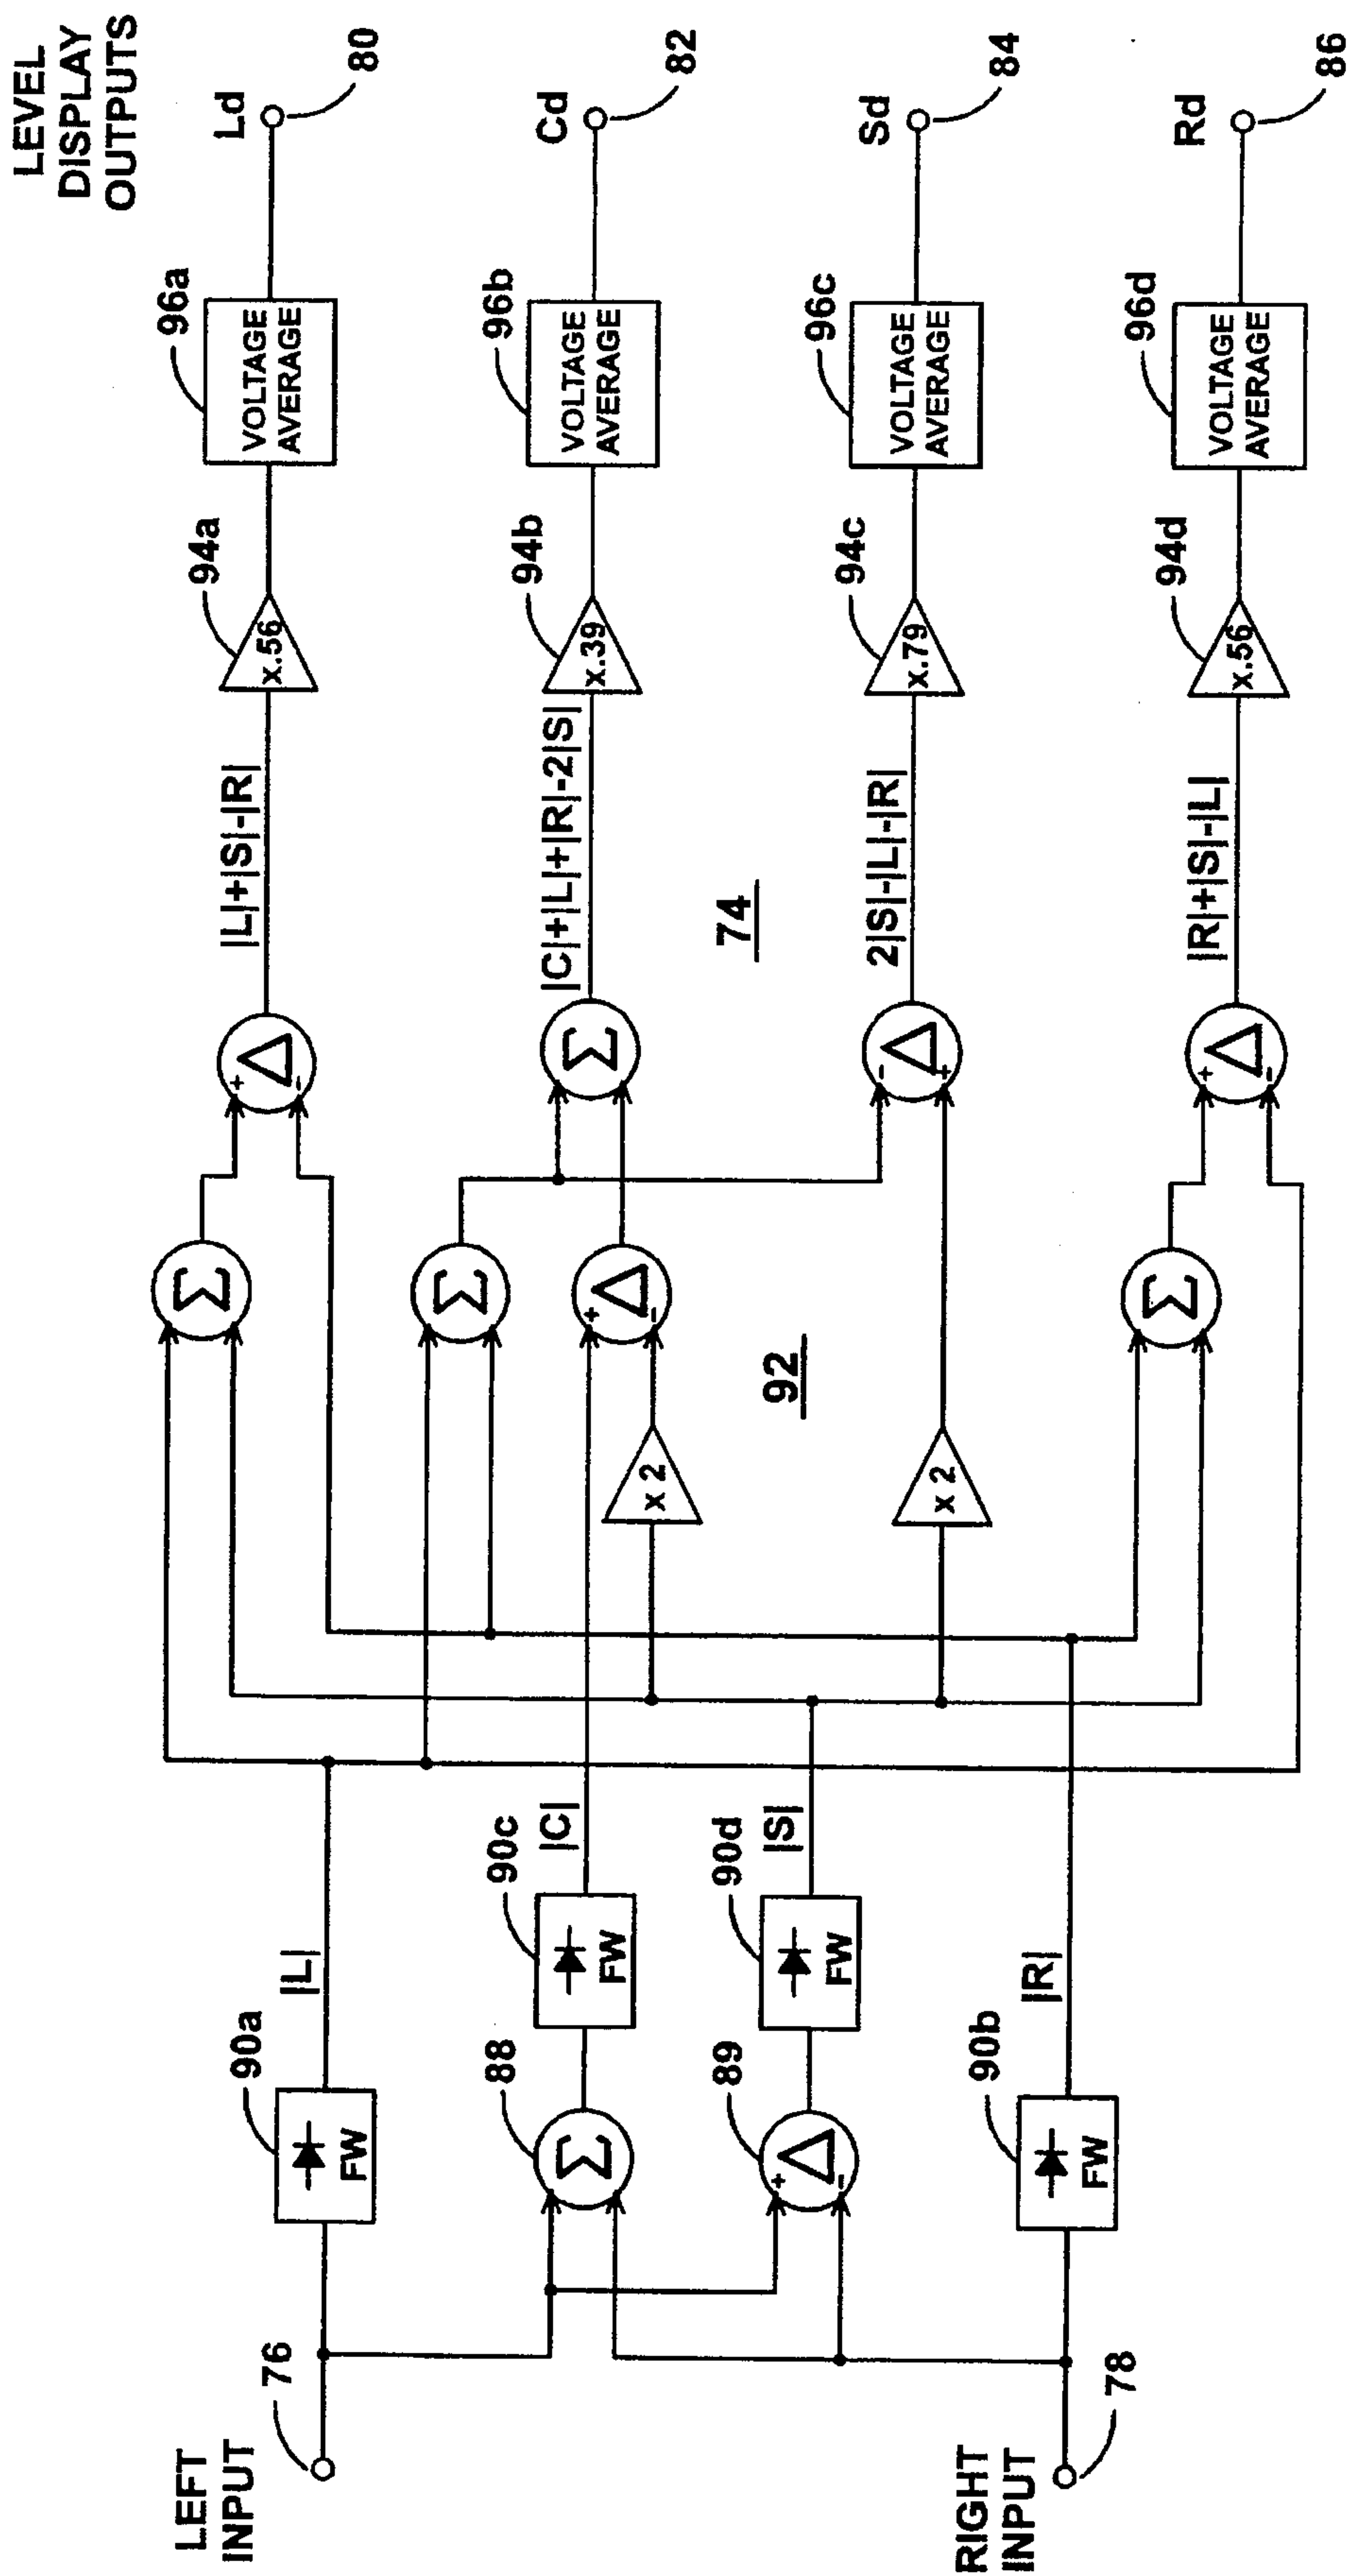 LEVEL
DISPLAY
OUTPUTS
LEFT
INPUT
76
90a
FW
|L|
Σ
Δ
+
-
|L|+|S|-|R|
94a
x.56
96a
VOLTAGE
AVERAGE
Ld
80
88
Σ
90c
FW
|C|
Σ
Δ
+
-
x 2
Σ
|C|+|L|+|R|-2|S|
94b
x.39
96b
VOLTAGE
AVERAGE
Cd
82
92
74
89
Δ
+
-
90d
FW
|S|
x 2
Δ
-
+
2|S|-|L|-|R|
94c
x.79
96c
VOLTAGE
AVERAGE
Sd
84
RIGHT
INPUT
78
90b
FW
|R|
Σ
Δ
+
-
|R|+|S|-|L|
94d
x.56
96d
VOLTAGE
AVERAGE
Rd
86